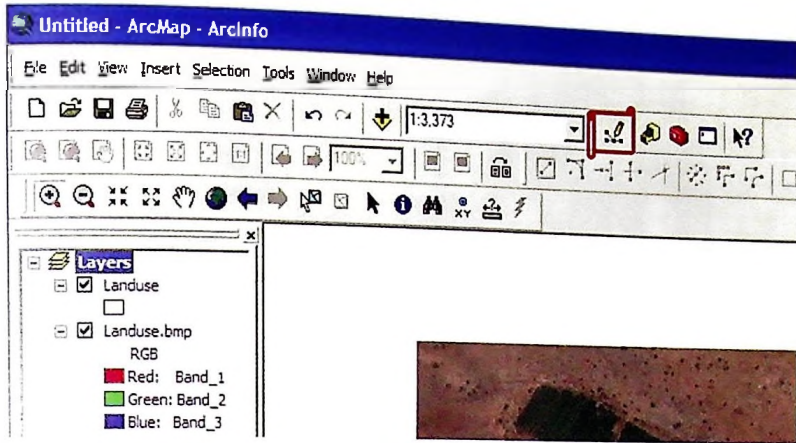 Untitled - ArcMap - ArcInfo
File Edit View Insert Selection Tools Window Help
1:3,373
100%
XY
Layers
Landuse
Landuse.bmp
RGB
Red: Band_1
Green: Band_2
Blue: Band_3